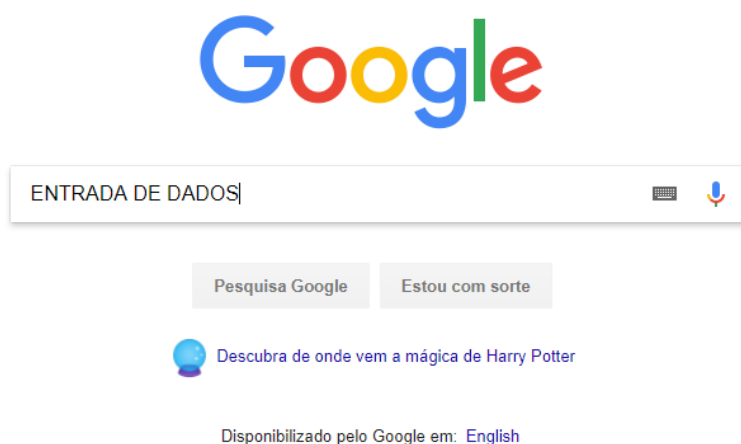 Google
ENTRADA DE DADOS
Pesquisa Google Estou com sorte
Descubra de onde vem a mágica de Harry Potter
Disponibilizado pelo Google em: English